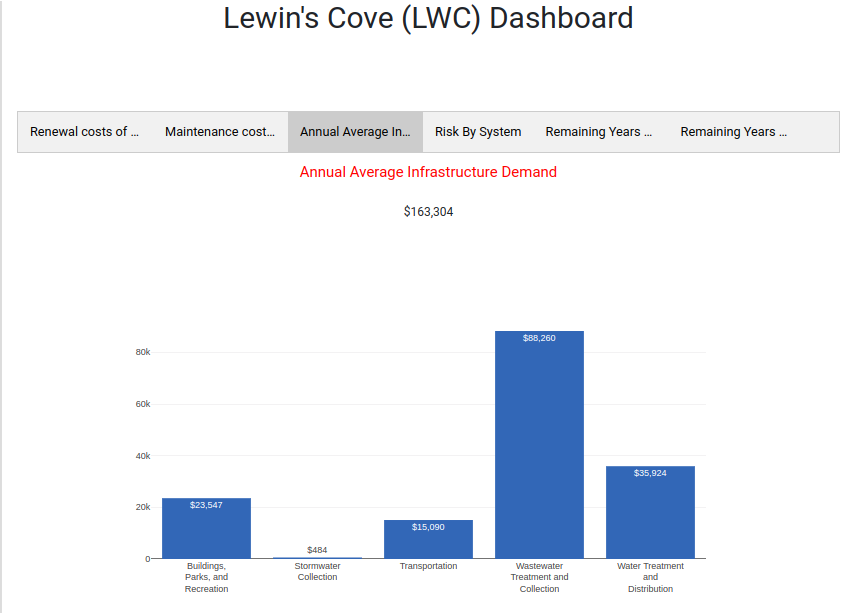 Lewin's Cove (LWC) Dashboard
Renewal costs of ... Maintenance cost... Annual Average In... Risk By System Remaining Years ... Remaining Years ...
Annual Average Infrastructure Demand
$163,304
80k
60k
40k
20k
0
$23,547
$484
$15,090
$88,260
$35,924
Buildings,
Parks, and
Recreation
Stormwater
Collection
Transportation
Wastewater
Treatment and
Collection
Water Treatment
and
Distribution